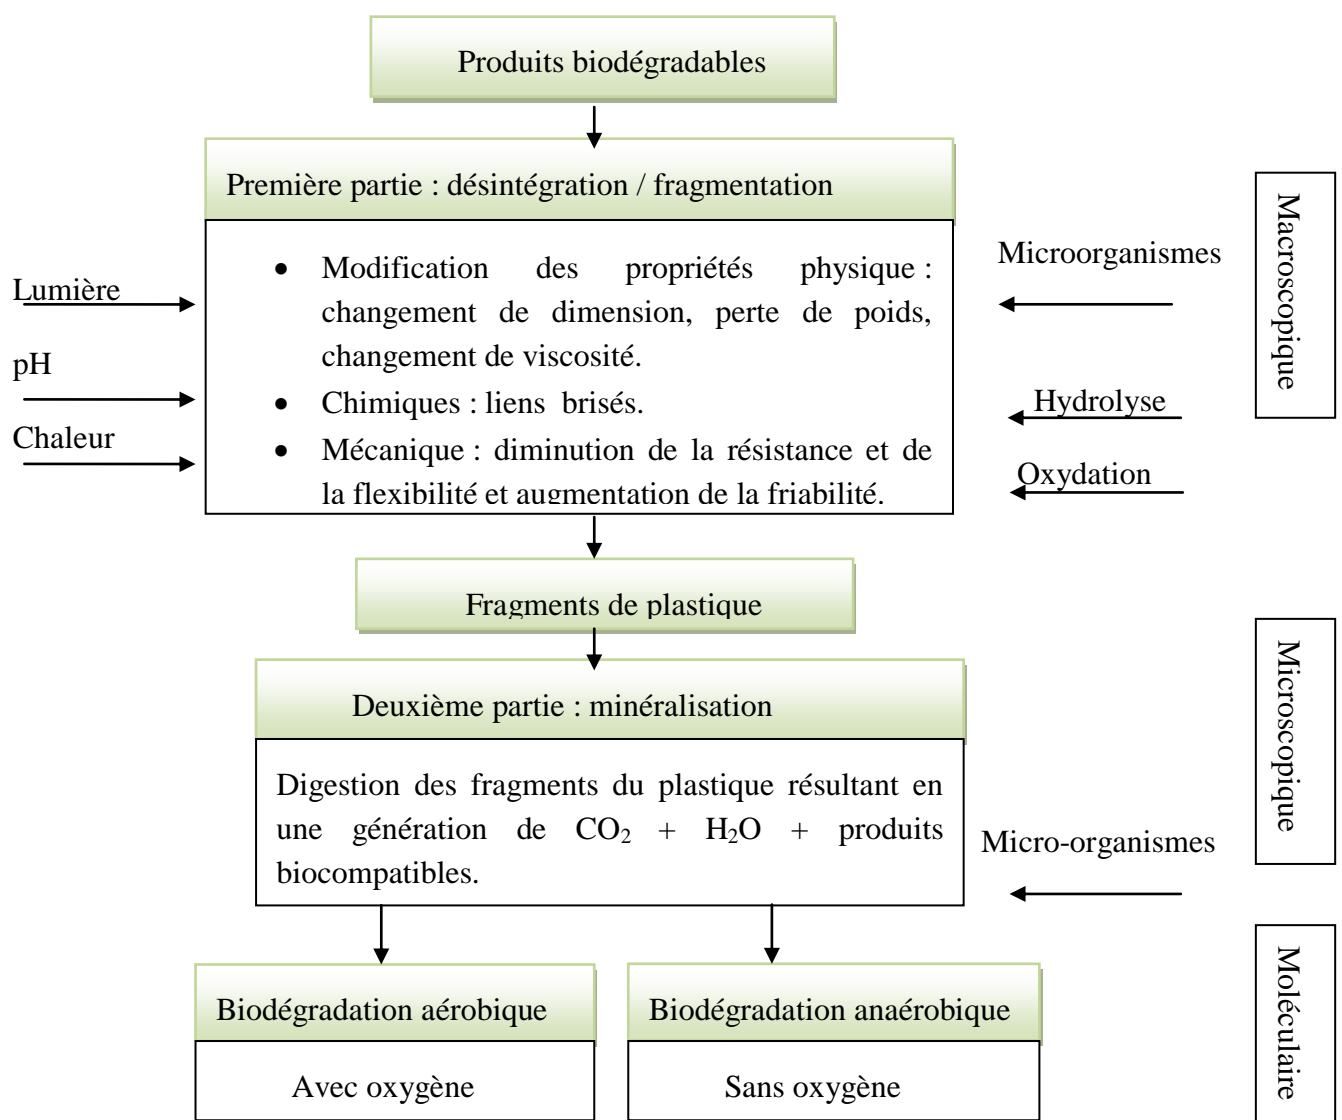 Produits biodégradables
Première partie : désintégration / fragmentation
• Modification des propriétés physique :
changement de dimension, perte de poids,
changement de viscosité.
• Chimiques : liens brisés.
• Mécanique : diminution de la résistance et de
la flexibilité et augmentation de la friabilité.
Lumière
pH
Chaleur
Microorganismes
Hydrolyse
Oxydation
Macroscopique
Fragments de plastique
Deuxième partie : minéralisation
Digestion des fragments du plastique résultant en
une génération de CO₂ + H₂O + produits
biocompatibles.
Micro-organismes
Microscopique
Biodégradation aérobique
Avec oxygène
Biodégradation anaérobique
Sans oxygène
Moléculaire